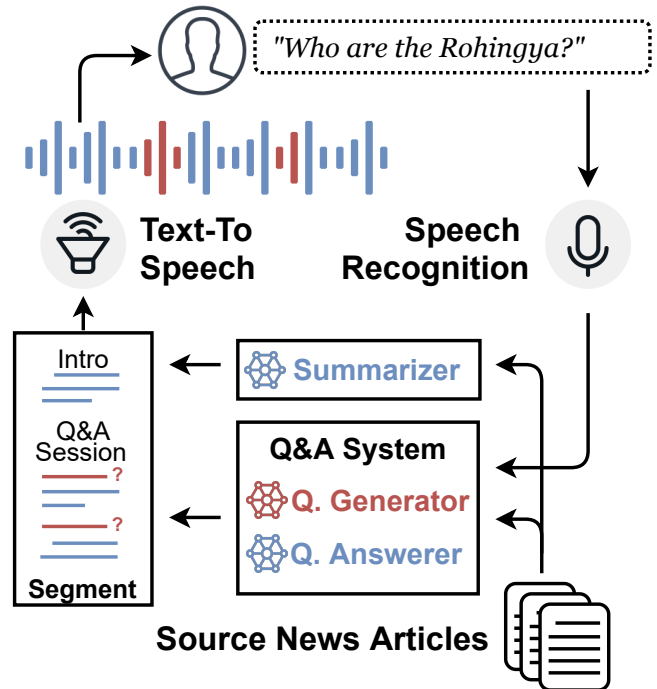 "Who are the Rohingya?"
Text-To
Speech
Speech
Recognition
Intro
Q&A
Session
?
?
Segment
Summarizer
Q&A System
Q. Generator
Q. Answerer
Source News Articles